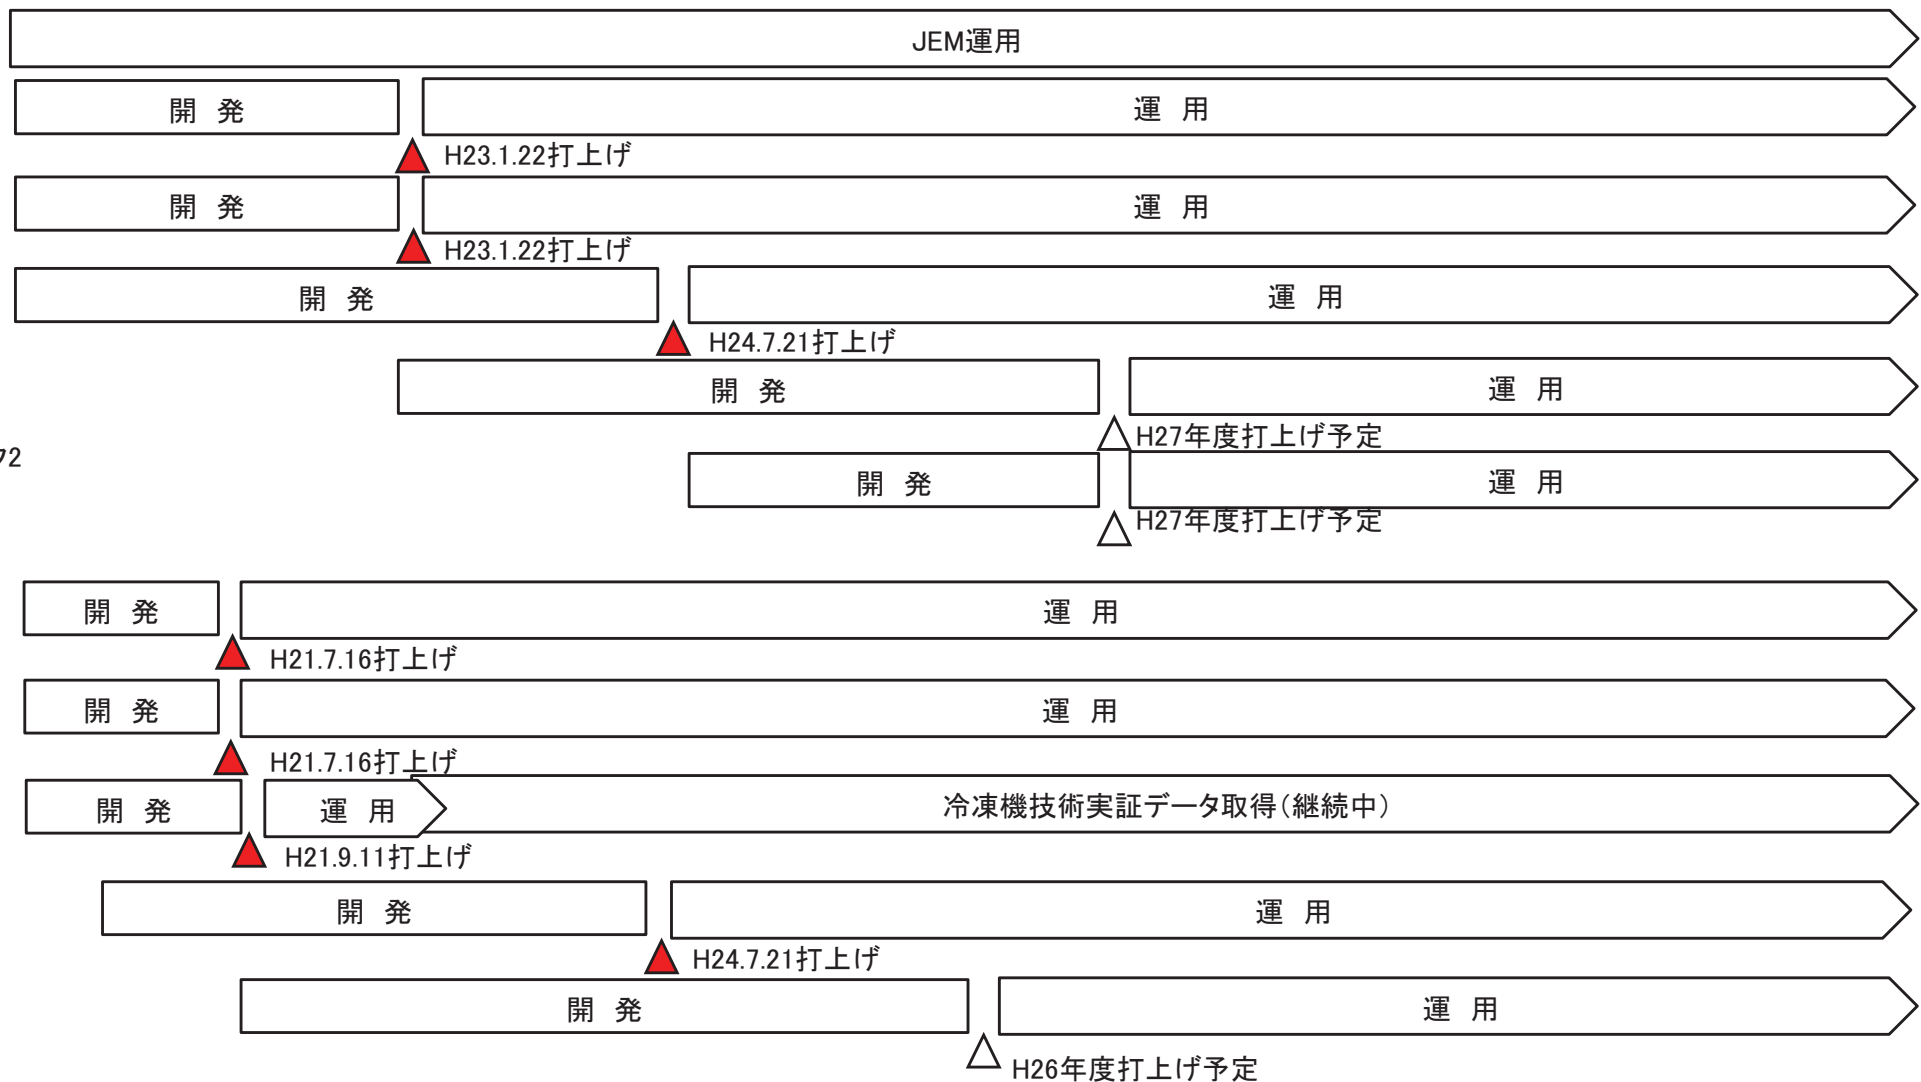 JEM運用
開 発
運 用
H23.1.22打上げ
開 発
運 用
H23.1.22打上げ
開 発
運 用
H24.7.21打上げ
開 発
運 用
H27年度打上げ予定
2
開 発
運 用
H27年度打上げ予定
開 発
運 用
H21.7.16打上げ
開 発
運 用
H21.7.16打上げ
開 発
運 用
冷凍機技術実証データ取得(継続中)
H21.9.11打上げ
開 発
運 用
H24.7.21打上げ
開 発
運 用
H26年度打上げ予定